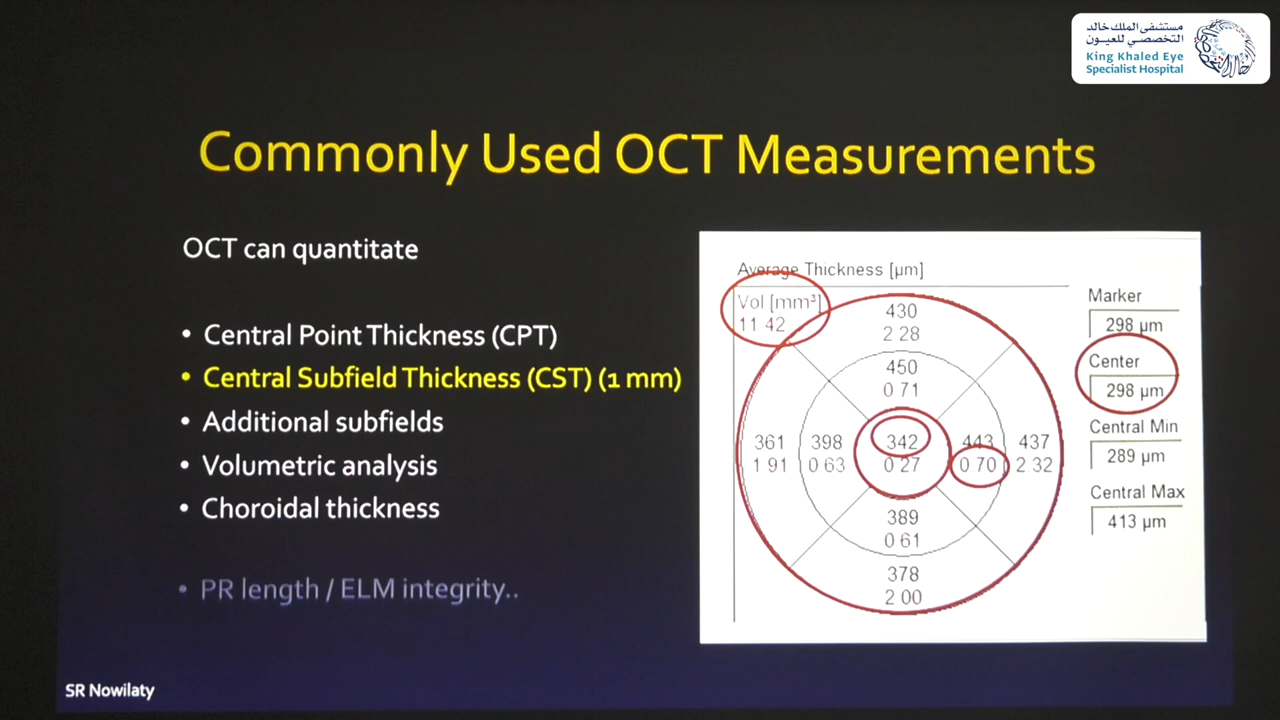 مستشفى الملك خالد
التخصصي للعيون
King Khaled Eye
Specialist Hospital
Commonly Used OCT Measurements
OCT can quantitate
• Central Point Thickness (CPT)
• Central Subfield Thickness (CST) (1 mm)
• Additional subfields
• Volumetric analysis
• Choroidal thickness
• PR length / ELM integrity..
SR Nowilaty
Average Thickness [µm]
Vol [mm³]
11 42
430
2 28
450
0 71
361 398 342 443 437
1 91 0 63 0 27 0 70 2 32
389
0 61
378
2 00
Marker
298 µm
Center
298 µm
Central Min
289 µm
Central Max
413 µm